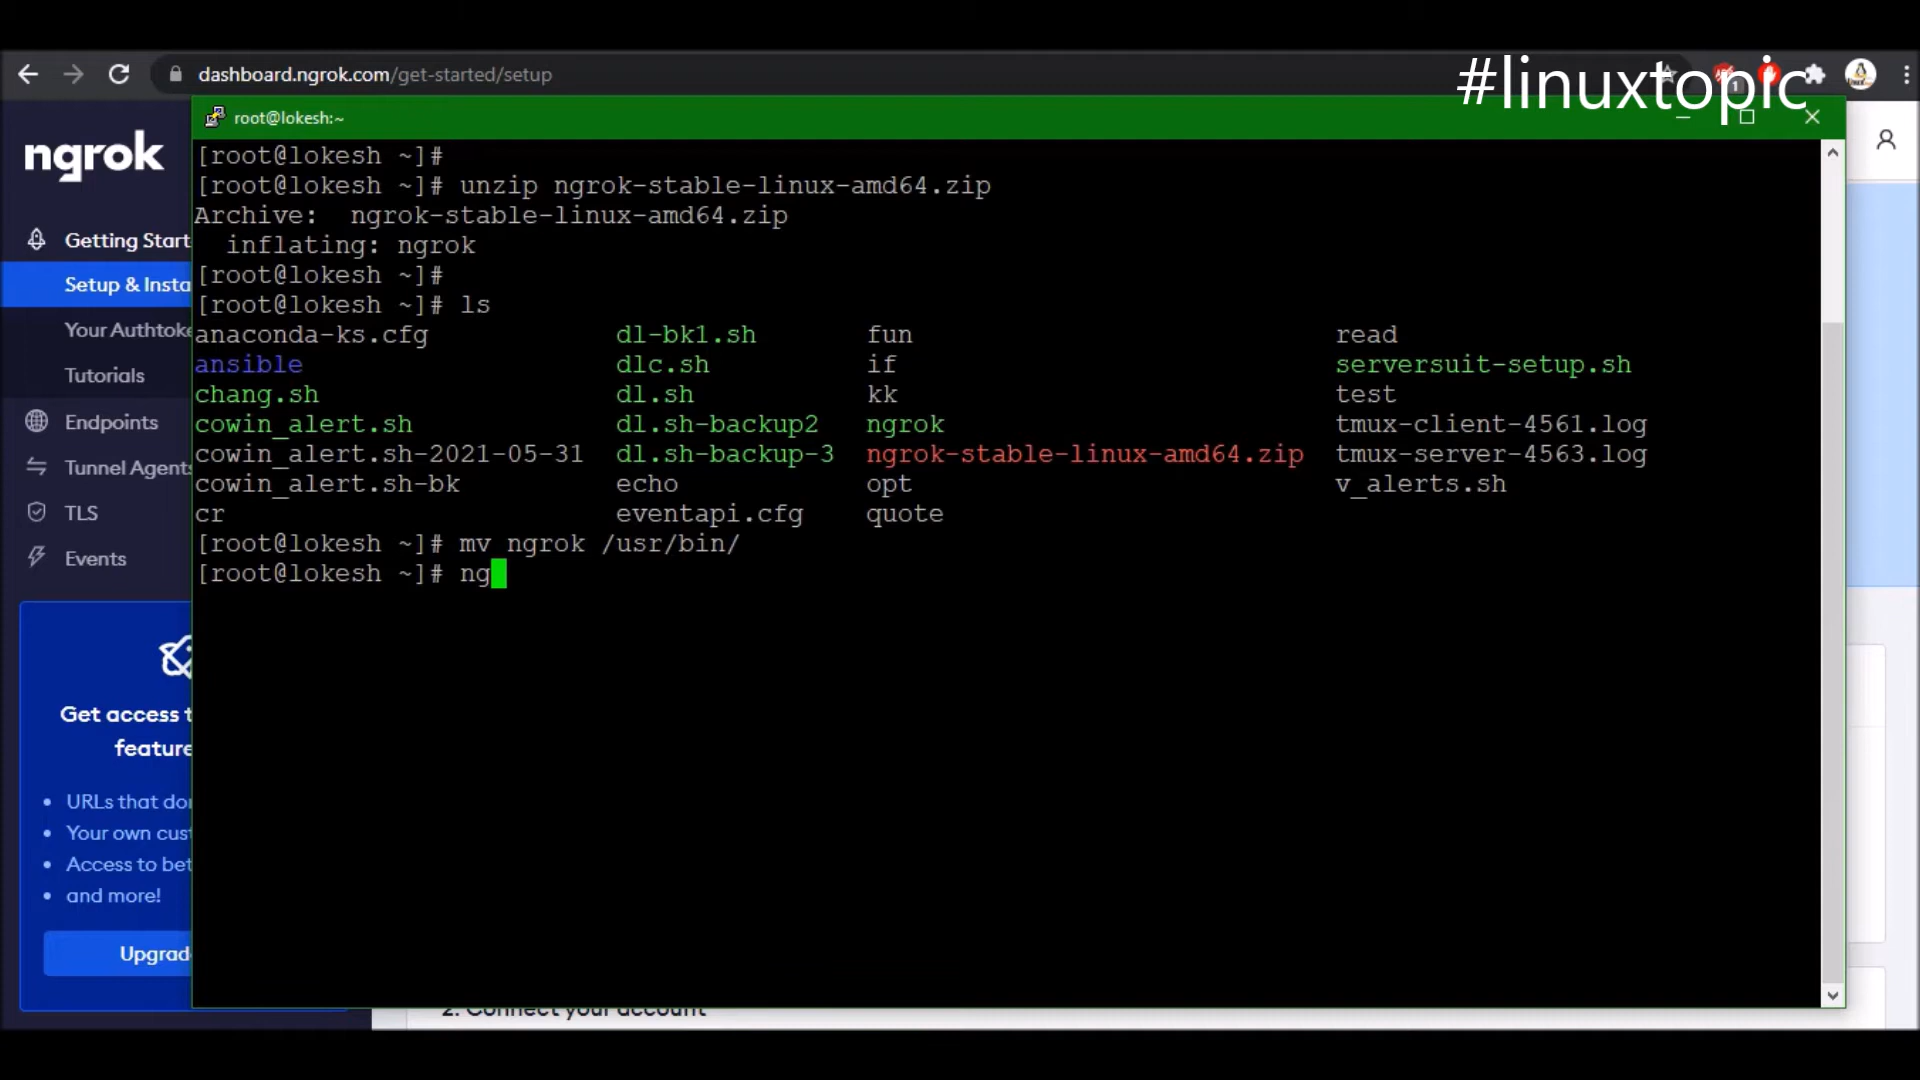 dashboard.ngrok.com/get-started/setup
#linuxtopic
ngrok
root@lokesh:~
Getting Start
Setup & Insta
Your Authtoke
Tutorials
Endpoints
Tunnel Agents
TLS
Events
Get access t
feature
URLs that do
Your own cus
Access to bet
and more!
Upgrad
[root@lokesh ~]#
[root@lokesh ~]# unzip ngrok-stable-linux-amd64.zip
Archive:  ngrok-stable-linux-amd64.zip
  inflating: ngrok
[root@lokesh ~]#
[root@lokesh ~]# ls
anaconda-ks.cfg dl-bk1.sh fun read
ansible dlc.sh if serversuit-setup.sh
chang.sh dl.sh kk test
cowin_alert.sh dl.sh-backup2 ngrok tmux-client-4561.log
cowin_alert.sh-2021-05-31 dl.sh-backup-3 ngrok-stable-linux-amd64.zip tmux-server-4563.log
cowin_alert.sh-bk echo opt v_alerts.sh
cr eventapi.cfg quote
[root@lokesh ~]# mv ngrok /usr/bin/
[root@lokesh ~]# ng
2. Connect your account